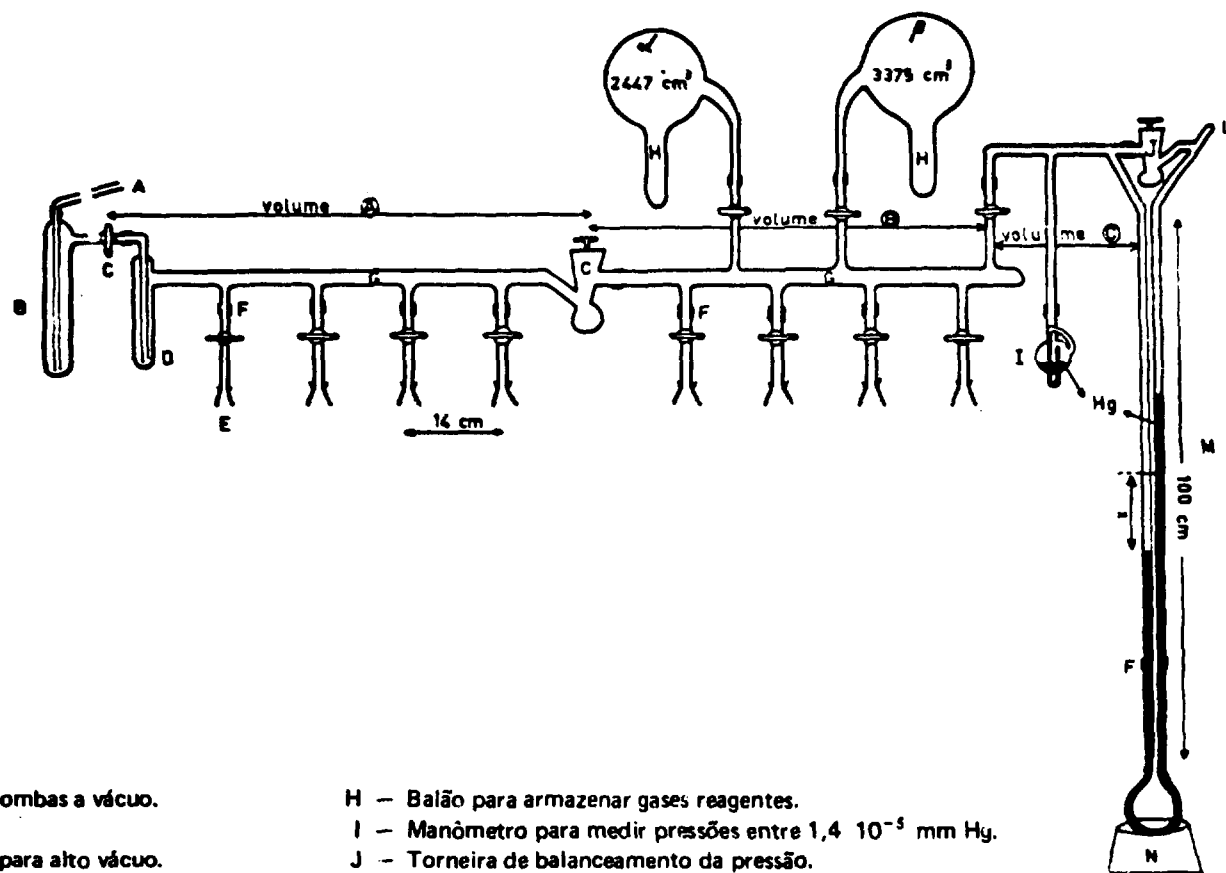 α
2447 cm³
β
3379 cm³
H
H
L
A
volume Ⓐ
volume Ⓑ
volume Ⓒ
C
C
G
G
B
D
F
F
I
E
14 cm
Hg
M
100 cm
F
N
ombas a vácuo.
H – Balão para armazenar gases reagentes.
I – Manômetro para medir pressões entre 1,4 10⁻⁵ mm Hg.
para alto vácuo.
J – Torneira de balanceamento da pressão.